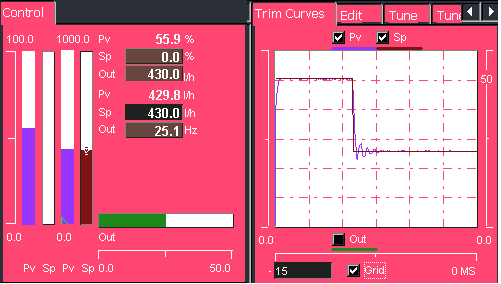 Control
100.0 1000.0
Pv 55.9 %
Sp 0.0 %
Out 430.0 l/h
Pv 429.8 l/h
Sp 430.0 l/h
Out 25.1 Hz
0.0 0.0
Out
Pv Sp Pv Sp 0.0 50.0
Trim Curves Edit Tune Tune
Pv Sp
50
0.0 0.0
Out
- 15 Grid 0 MS